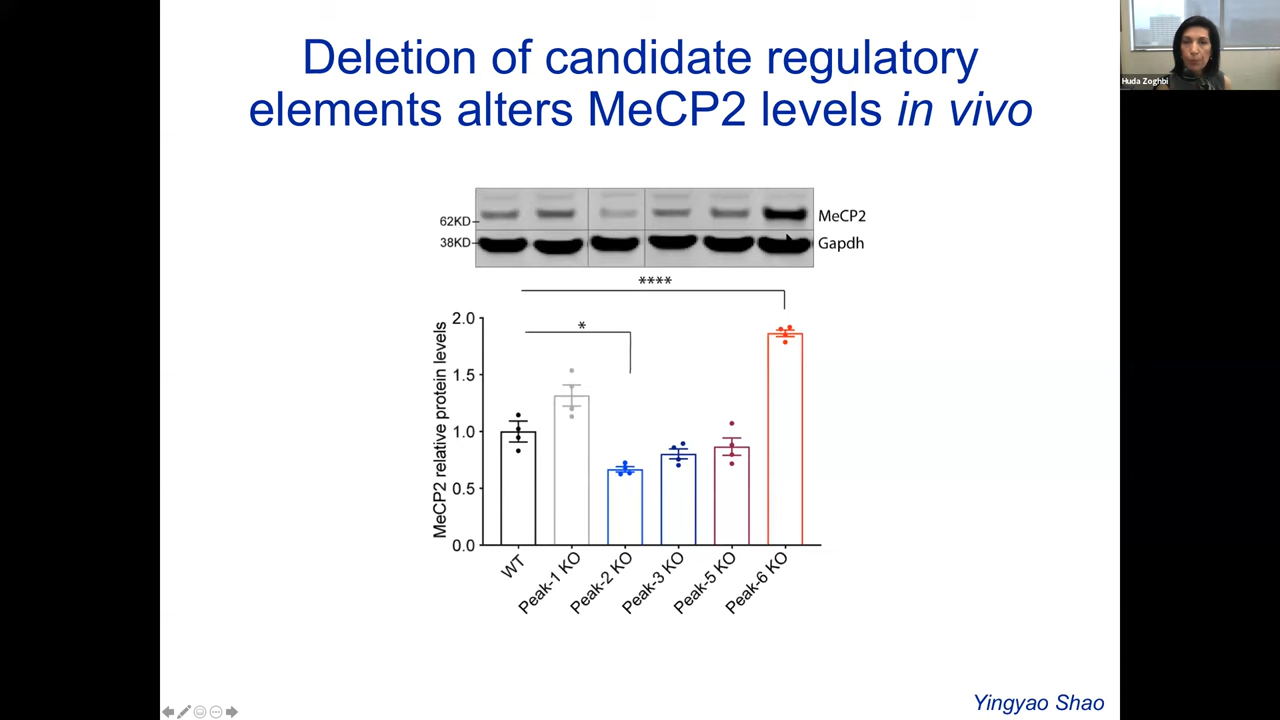 Deletion of candidate regulatory
elements alters MeCP2 levels in vivo
Huda Zoghbi
62KD
MeCP2
38KD
Gapdh
****
*
MeCP2 relative protein levels
2.0
1.5
1.0
0.5
0.0
WT
Peak-1 KO
Peak-2 KO
Peak-3 KO
Peak-5 KO
Peak-6 KO
Yingyao Shao